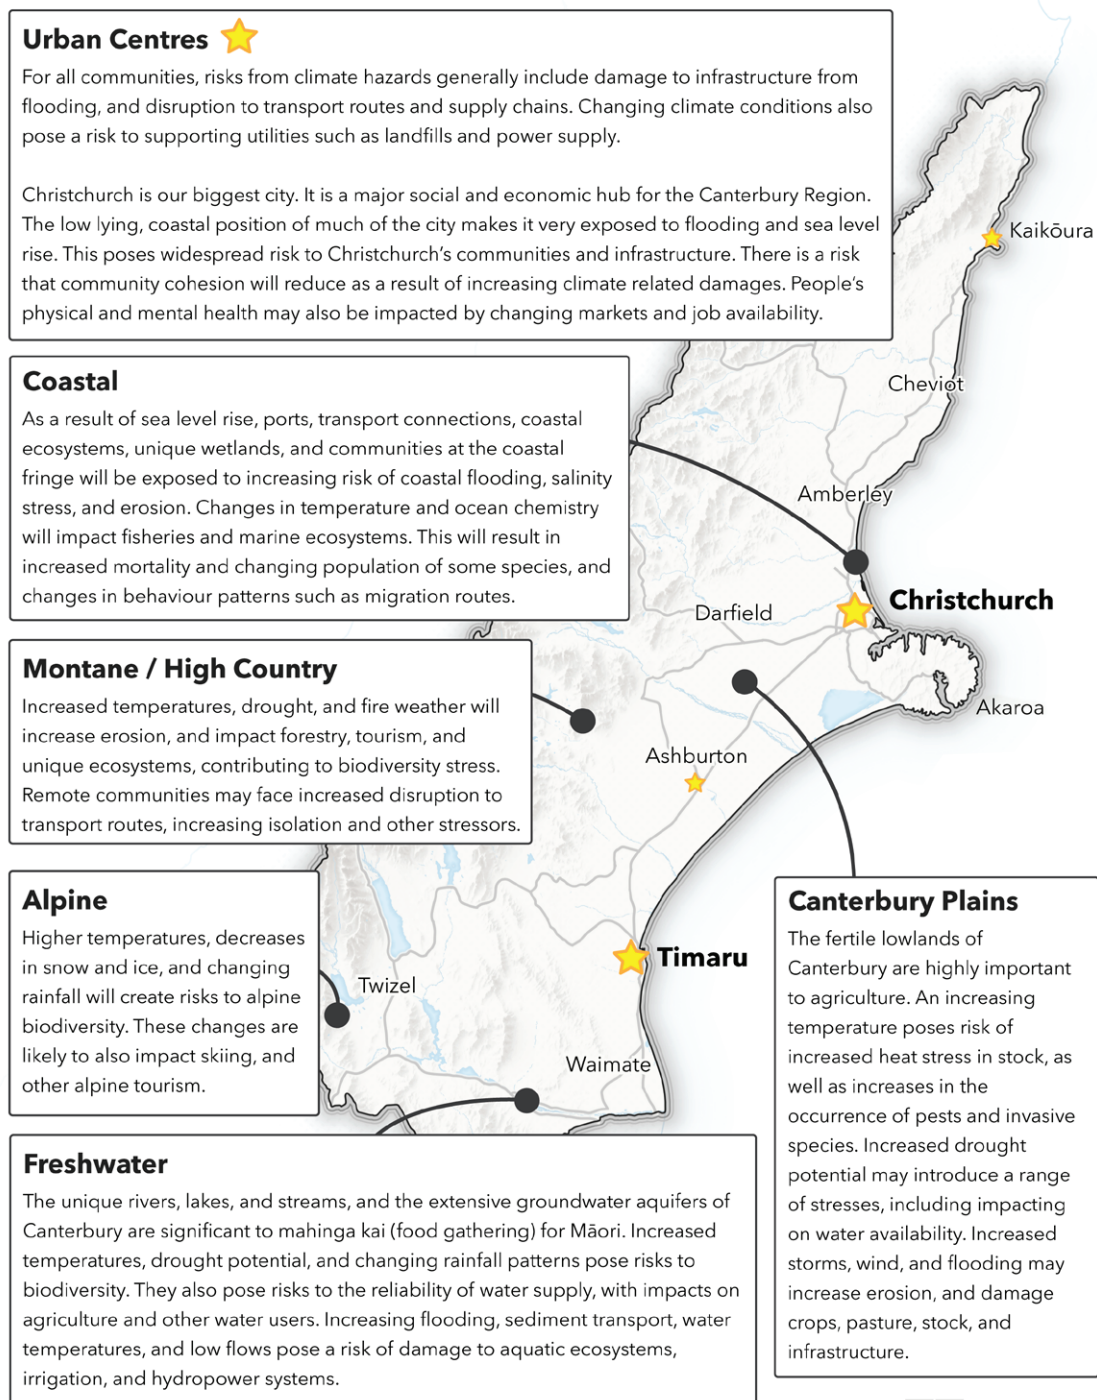 Urban Centres
For all communities, risks from climate hazards generally include damage to infrastructure from
flooding, and disruption to transport routes and supply chains. Changing climate conditions also
pose a risk to supporting utilities such as landfills and power supply.
Christchurch is our biggest city. It is a major social and economic hub for the Canterbury Region.
The low lying, coastal position of much of the city makes it very exposed to flooding and sea level
rise. This poses widespread risk to Christchurch’s communities and infrastructure. There is a risk
that community cohesion will reduce as a result of increasing climate related damages. People’s
physical and mental health may also be impacted by changing markets and job availability.
Kaikōura
Coastal
As a result of sea level rise, ports, transport connections, coastal
ecosystems, unique wetlands, and communities at the coastal
fringe will be exposed to increasing risk of coastal flooding, salinity
stress, and erosion. Changes in temperature and ocean chemistry
will impact fisheries and marine ecosystems. This will result in
increased mortality and changing population of some species, and
changes in behaviour patterns such as migration routes.
Cheviot
Amberley
Christchurch
Darfield
Akaroa
Montane / High Country
Increased temperatures, drought, and fire weather will
increase erosion, and impact forestry, tourism, and
unique ecosystems, contributing to biodiversity stress.
Remote communities may face increased disruption to
transport routes, increasing isolation and other stressors.
Ashburton
Alpine
Higher temperatures, decreases
in snow and ice, and changing
rainfall will create risks to alpine
biodiversity. These changes are
likely to also impact skiing, and
other alpine tourism.
Timaru
Twizel
Waimate
Canterbury Plains
The fertile lowlands of
Canterbury are highly important
to agriculture. An increasing
temperature poses risk of
increased heat stress in stock, as
well as increases in the
occurrence of pests and invasive
species. Increased drought
potential may introduce a range
of stresses, including impacting
on water availability. Increased
storms, wind, and flooding may
increase erosion, and damage
crops, pasture, stock, and
infrastructure.
Freshwater
The unique rivers, lakes, and streams, and the extensive groundwater aquifers of
Canterbury are significant to mahinga kai (food gathering) for Māori. Increased
temperatures, drought potential, and changing rainfall patterns pose risks to
biodiversity. They also pose risks to the reliability of water supply, with impacts on
agriculture and other water users. Increasing flooding, sediment transport, water
temperatures, and low flows pose a risk of damage to aquatic ecosystems,
irrigation, and hydropower systems.